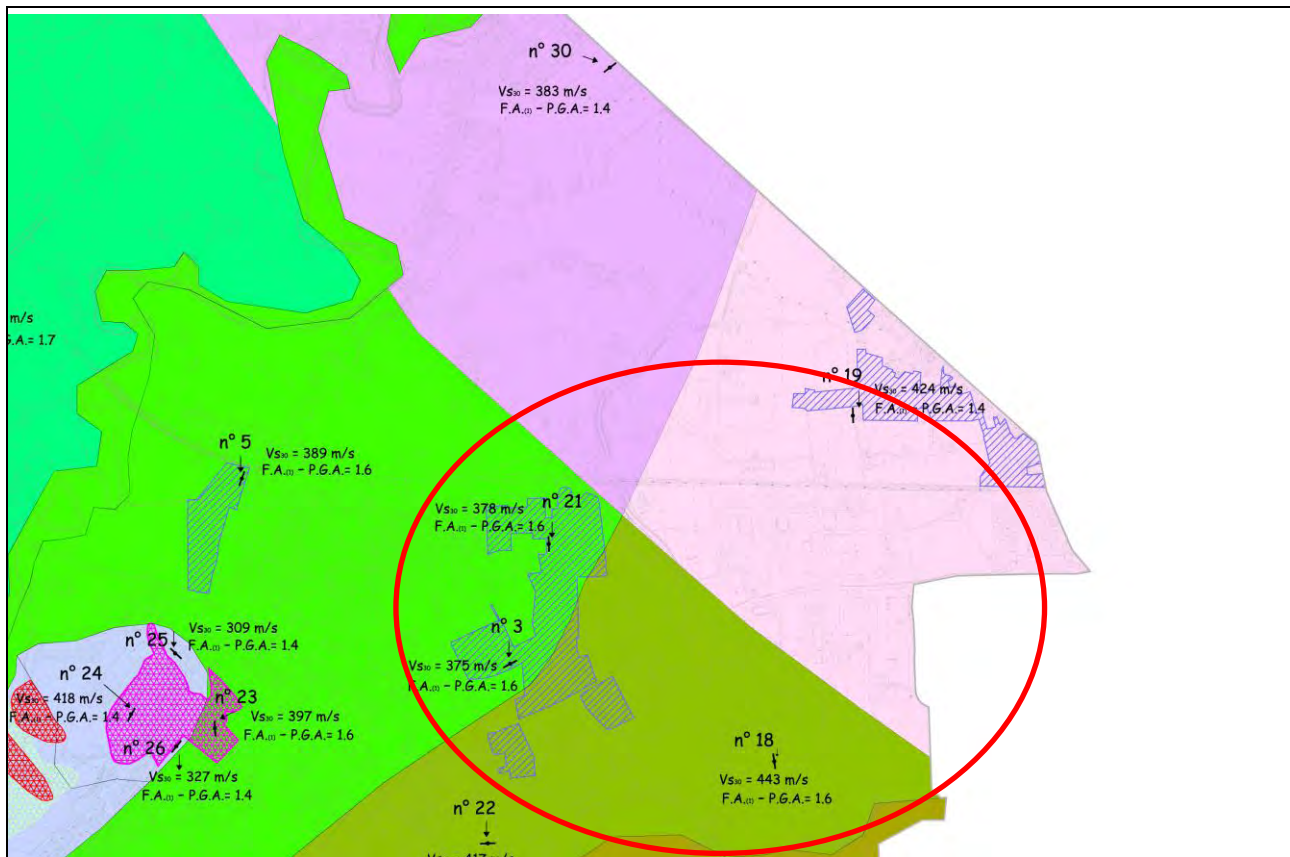 n° 30
Vs₃₀ = 383 m/s
F.A.₍₁₎ – P.G.A.= 1.4
m/s
G.A.= 1.7
n° 19
Vs₃₀ = 424 m/s
F.A.₍₁₎ – P.G.A.= 1.4
n° 5
Vs₃₀ = 389 m/s
F.A.₍₁₎ – P.G.A.= 1.6
n° 21
Vs₃₀ = 378 m/s
F.A.₍₁₎ – P.G.A.= 1.6
n° 3
Vs₃₀ = 375 m/s
F.A.₍₁₎ – P.G.A.= 1.6
n° 25
Vs₃₀ = 309 m/s
F.A.₍₁₎ – P.G.A.= 1.4
n° 24
Vs₃₀ = 418 m/s
F.A.₍₁₎ – P.G.A.= 1.4
n° 23
Vs₃₀ = 397 m/s
F.A.₍₁₎ – P.G.A.= 1.6
n° 26
Vs₃₀ = 327 m/s
F.A.₍₁₎ – P.G.A.= 1.4
n° 18
Vs₃₀ = 443 m/s
F.A.₍₁₎ – P.G.A.= 1.6
n° 22
Vs₃₀ = 417 m/s